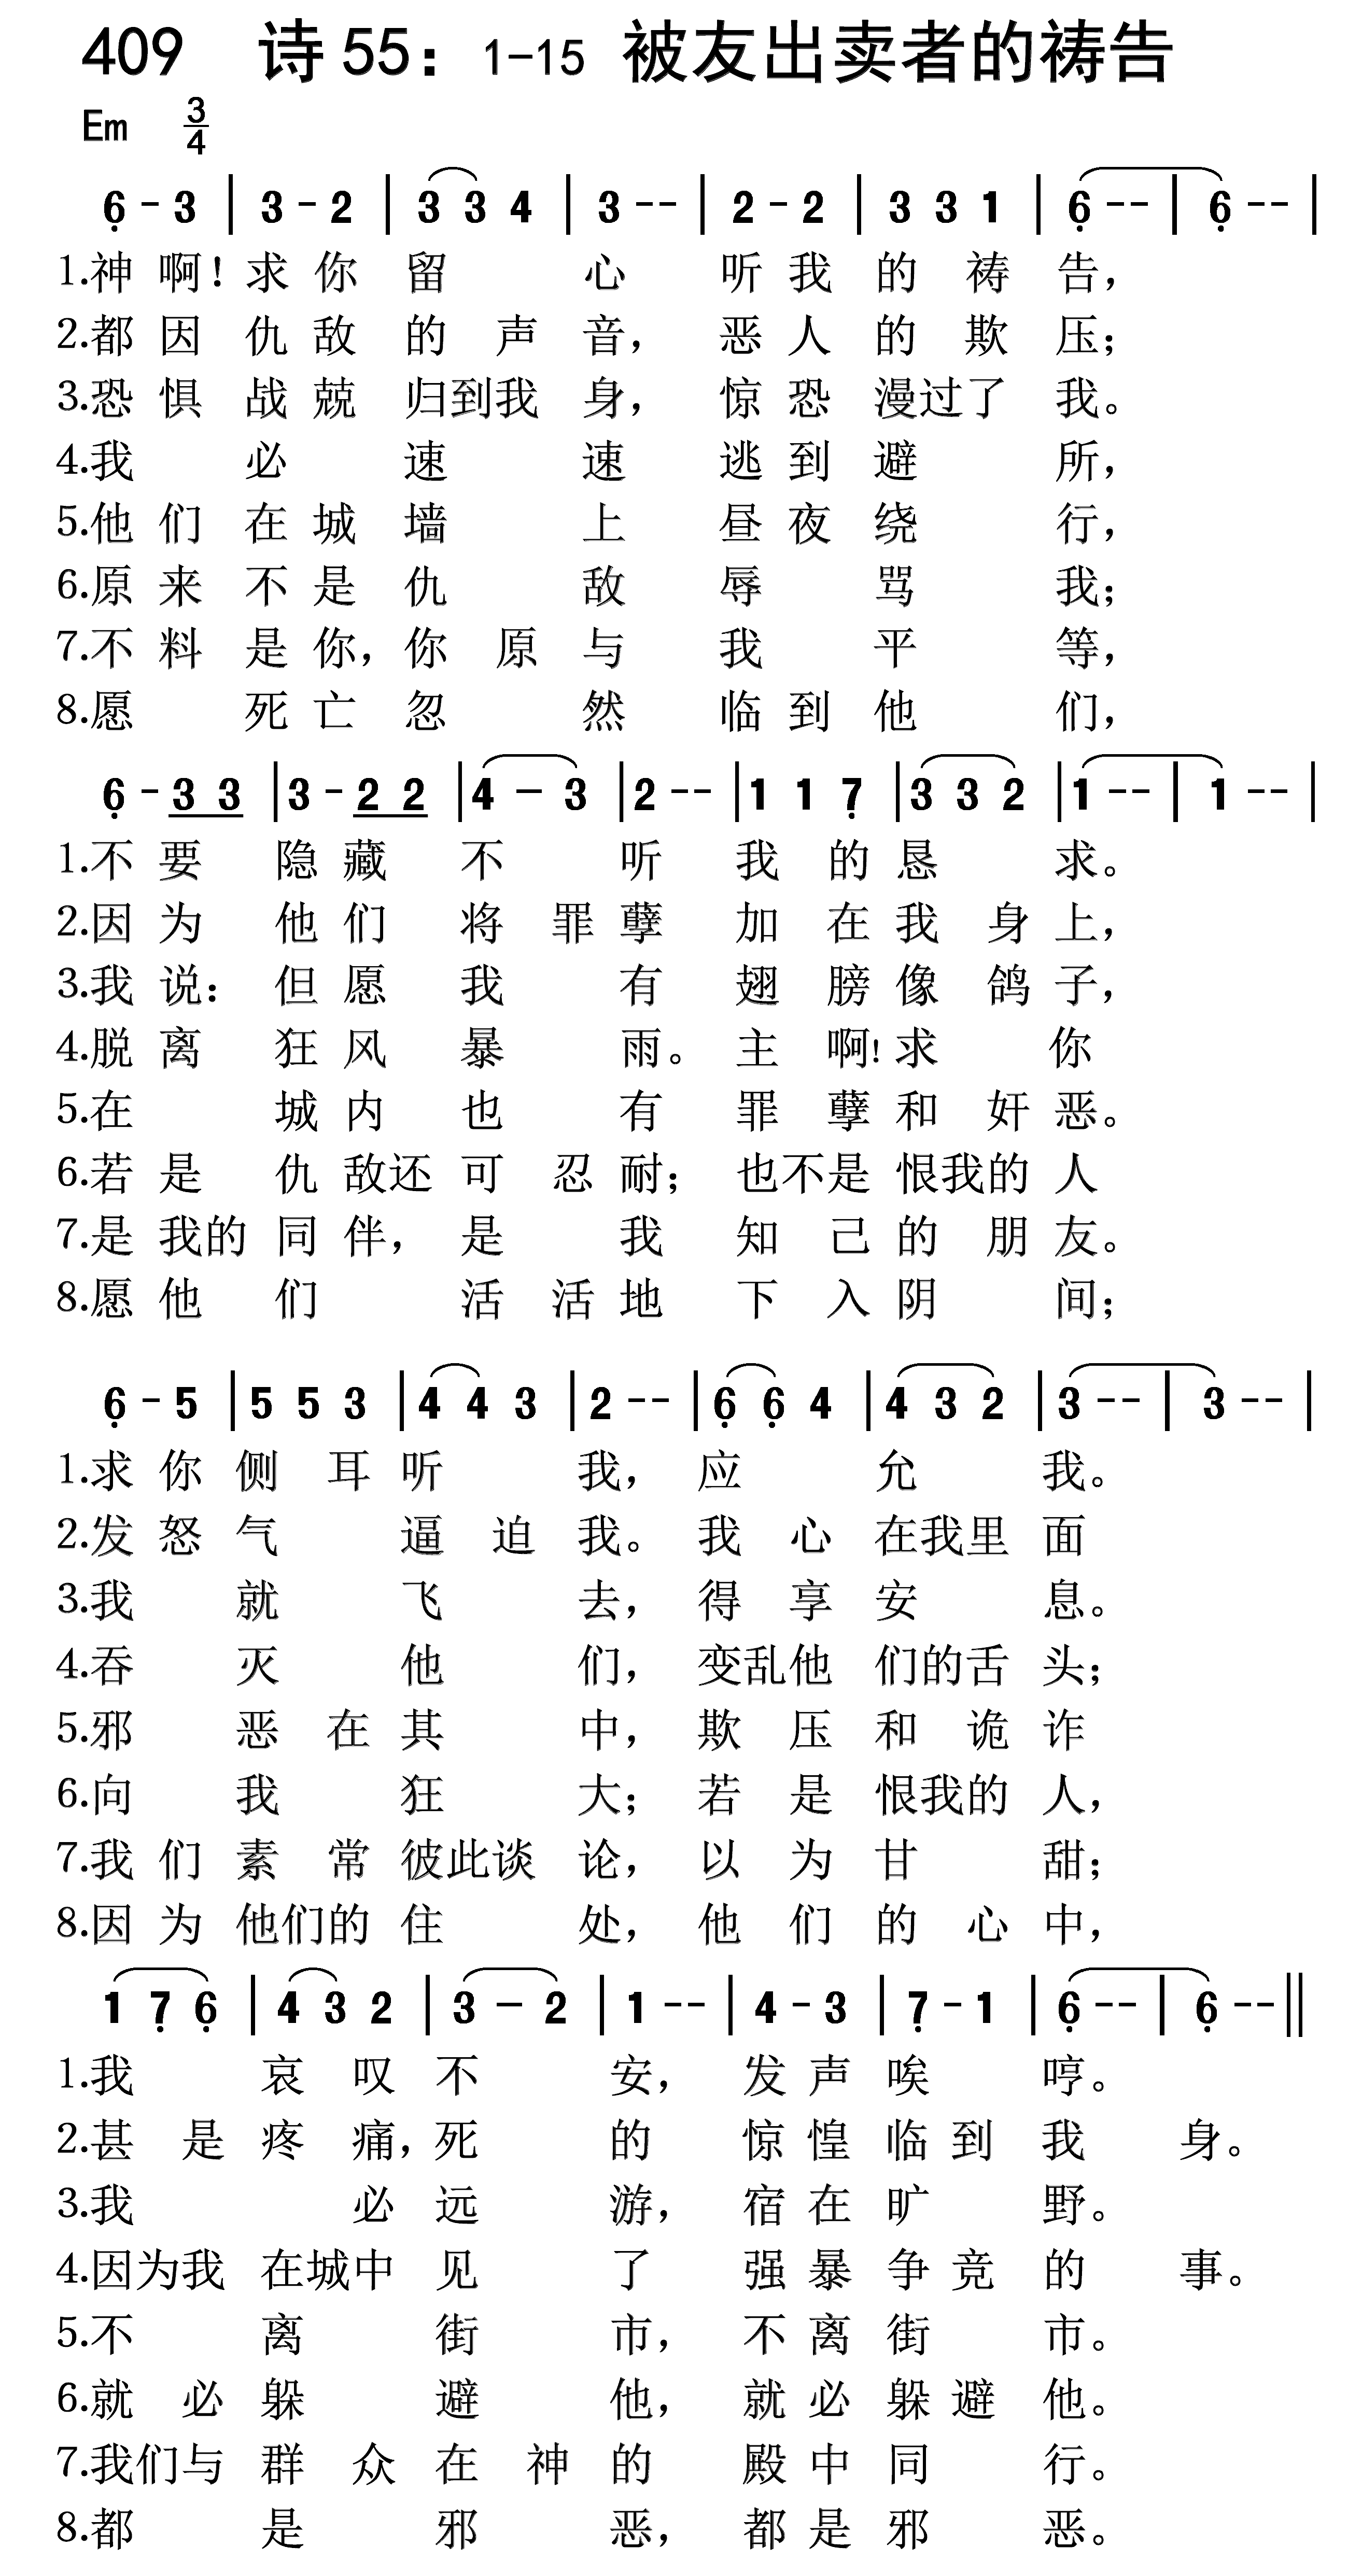 409 诗55：1-15 被友出卖者的祷告
Em 3/4
6̣ - 3 | 3 - 2 | 3 3 4 | 3 - - | 2 - 2 | 3 3 1 | 6̣ - - | 6̣ - - |
1.神啊！求你留心听我的祷告，
2.都因仇敌的声音，恶人的欺压；
3.恐惧战兢归到我身，惊恐漫过了我。
4.我必速速逃到避所，
5.他们在城墙上昼夜绕行，
6.原来不是仇敌辱骂我；
7.不料是你，你原与我平等，
8.愿死亡忽然临到他们，
6̣ - 3 3 | 3 - 2 2 | 4 - 3 | 2 - - | 1 1 7̣ | 3 3 2 | 1 - - | 1 - - |
1.不要隐藏不听我的恳求。
2.因为他们将罪孽加在我身上，
3.我说：但愿我有翅膀像鸽子，
4.脱离狂风暴雨。主啊！求你
5.在城内也有罪孽和奸恶。
6.若是仇敌还可忍耐；也不是恨我的人
7.是我的同伴，是我知己的朋友。
8.愿他们活活地下入阴间；
6̣ - 5 | 5 5 3 | 4 4 3 | 2 - - | 6̣ 6̣ 4 | 4 3 2 | 3 - - | 3 - - |
1.求你侧耳听我，应允我。
2.发怒气逼迫我。我心在我里面
3.我就飞去，得享安息。
4.吞灭他们，变乱他们的舌头；
5.邪恶在其中，欺压和诡诈
6.向我狂大；若是恨我的人，
7.我们素常彼此谈论，以为甘甜；
8.因为他们的住处，他们的心中，
1 7̣ 6̣ | 4 3 2 | 3 - 2 | 1 - - | 4 - 3 | 7̣ - 1 | 6̣ - - | 6̣ - - ||
1.我哀叹不安，发声唉哼。
2.甚是疼痛，死的惊惶临到我身。
3.我必远游，宿在旷野。
4.因为我在城中见了强暴争竞的事。
5.不离街市，不离街市。
6.就必躲避他，就必躲避他。
7.我们与群众在神的殿中同行。
8.都是邪恶，都是邪恶。